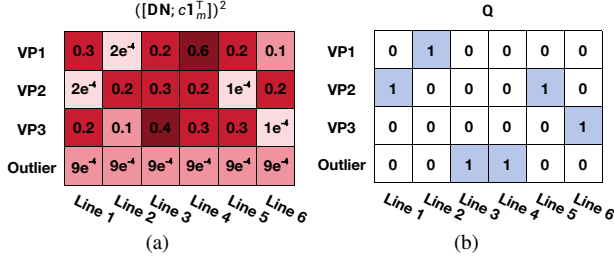 ([DN; c1ᵀₘ])²
Q
VP1 0.3 2e⁻⁴ 0.2 0.6 0.2 0.1
VP2 2e⁻⁴ 0.2 0.3 0.2 1e⁻⁴ 0.2
VP3 0.2 0.1 0.4 0.3 0.3 1e⁻⁴
Outlier 9e⁻⁴ 9e⁻⁴ 9e⁻⁴ 9e⁻⁴ 9e⁻⁴ 9e⁻⁴
Line 1 Line 2 Line 3 Line 4 Line 5 Line 6
(a)
VP1 0 1 0 0 0 0
VP2 1 0 0 0 1 0
VP3 0 0 0 0 0 1
Outlier 0 0 1 1 0 0
Line 1 Line 2 Line 3 Line 4 Line 5 Line 6
(b)